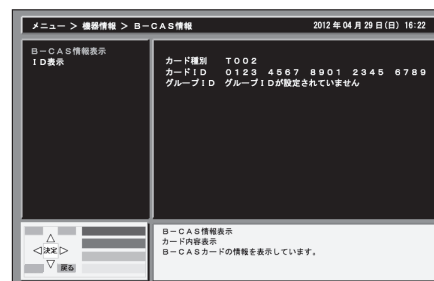 メニュー ＞ 機器情報 ＞ B－CAS情報
2012 年 04 月 29 日(日) 16:22
B－CAS情報表示
ID表示
カード種別 T002
カードID 0123 4567 8901 2345 6789
グループID グループIDが設定されていません
決定
戻る
B－CAS情報表示
カード内容表示
B－CASカードの情報を表示しています。